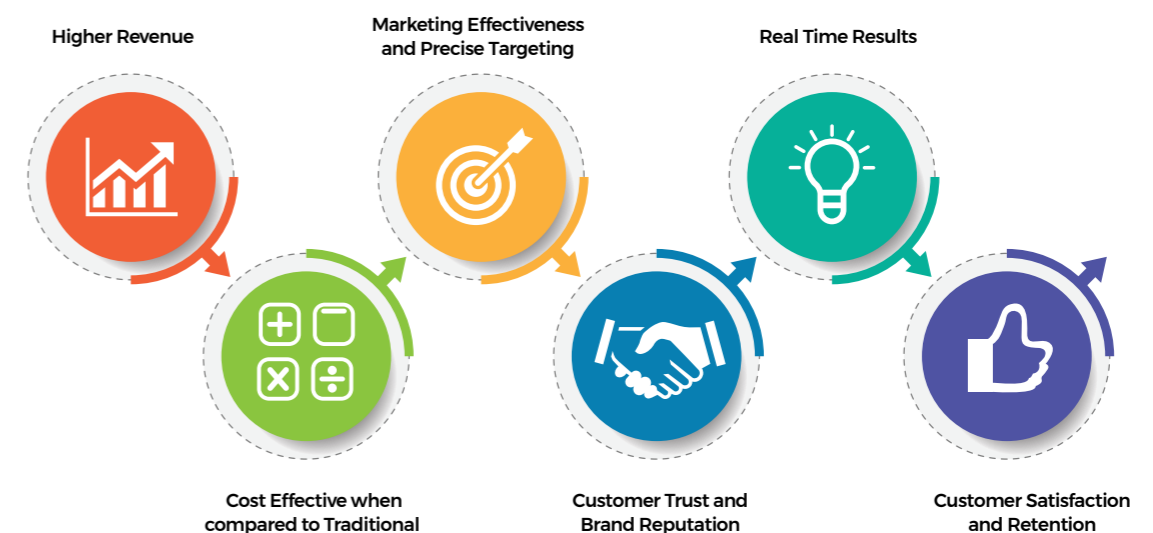 Higher Revenue
Marketing Effectiveness
and Precise Targeting
Real Time Results
Cost Effective when
compared to Traditional
Customer Trust and
Brand Reputation
Customer Satisfaction
and Retention